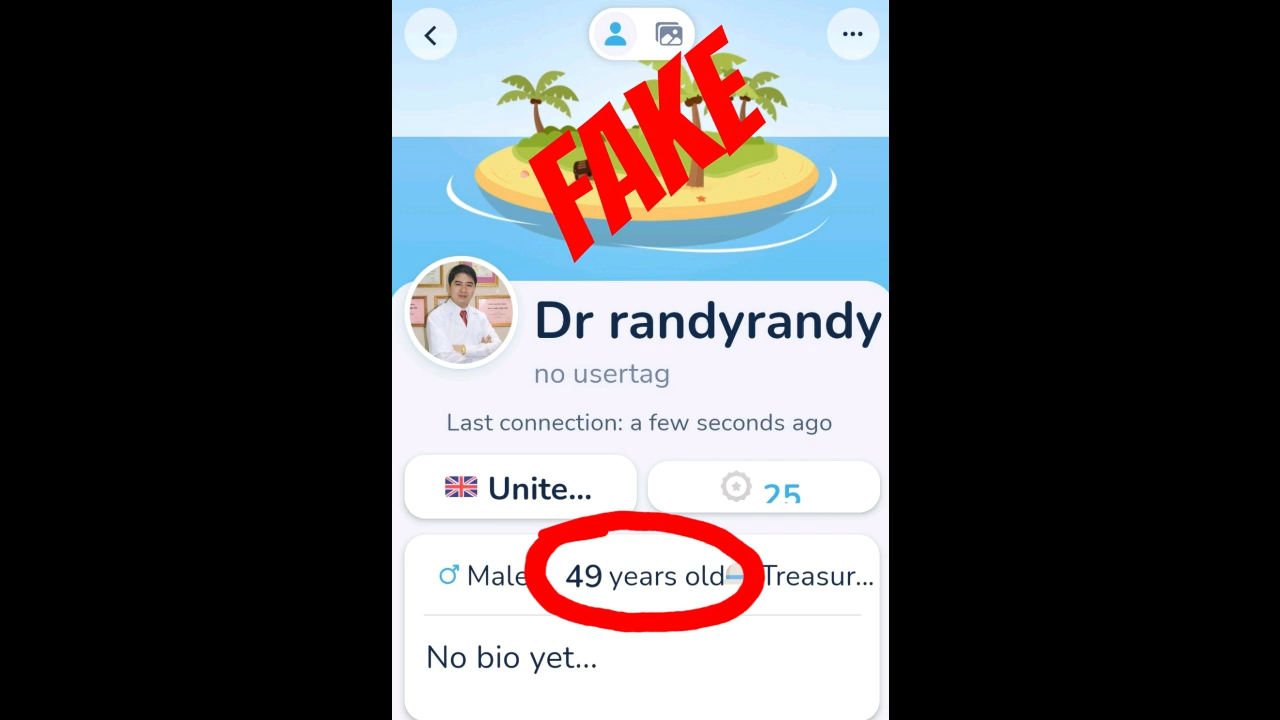 FAKE
Dr randyrandy
no usertag
Last connection: a few seconds ago
Unite...
25
Male 49 years old Treasur...
No bio yet...